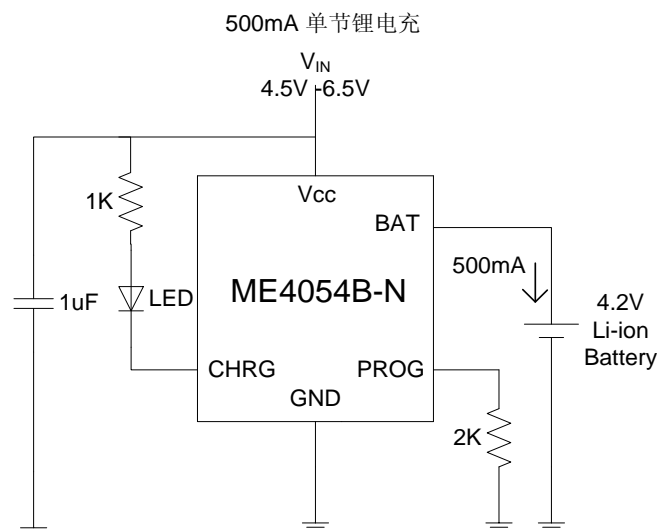 500mA 单节锂电充
VIN
4.5V -6.5V
Vcc
1K
BAT
500mA
ME4054B-N
1uF
LED
4.2V
Li-ion
Battery
CHRG
PROG
GND
2K